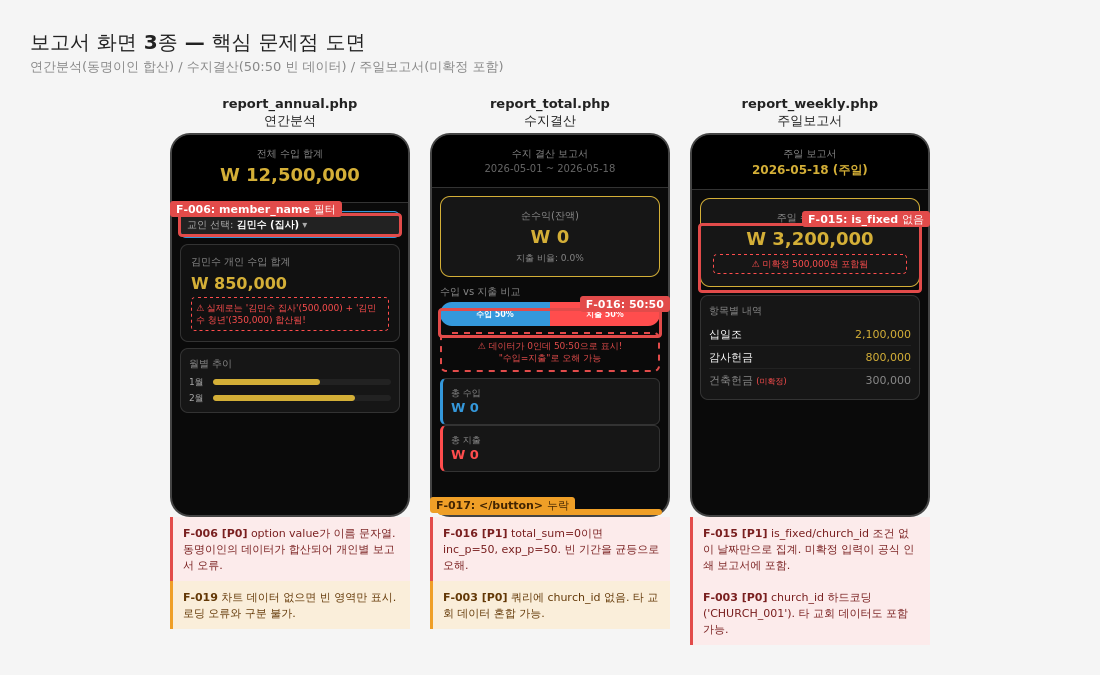 보고서 화면 3종 — 핵심 문제점 도면
연간분석(동명이인 합산) / 수지결산(50:50 빈 데이터) / 주일보고서(미확정 포함)
report_annual.php
연간분석
전체 수입 합계
₩ 12,500,000
F-006: member_name 필터
교인 선택: 김민수 (집사) ▾
김민수 개인 수입 합계
₩ 850,000
⚠ 실제로는 '김민수 집사'(500,000) + '김민
수 청년'(350,000) 합산됨!
월별 추이
1월
2월
F-006 [P0] option value가 이름 문자열.
동명이인의 데이터가 합산되어 개인별 보고
서 오류.
F-019 차트 데이터 없으면 빈 영역만 표시.
로딩 오류와 구분 불가.
report_total.php
수지결산
수지 결산 보고서
2026-05-01 ~ 2026-05-18
순수익(잔액)
₩ 0
지출 비율: 0.0%
수입 vs 지출 비교
F-016: 50:50
수입 50% 지출 50%
⚠ 데이터가 0인데 50:50으로 표시!
"수입=지출"로 오해 가능
총 수입
₩ 0
총 지출
₩ 0
F-017: </button> 누락
F-016 [P1] total_sum=0이면
inc_p=50, exp_p=50. 빈 기간을 균등으로
오해.
F-003 [P0] 쿼리에 church_id 없음. 타 교
회 데이터 혼합 가능.
report_weekly.php
주일보고서
주일 보고서
2026-05-18 (주일)
주일
F-015: is_fixed 없음
₩ 3,200,000
⚠ 미확정 500,000원 포함됨
항목별 내역
십일조 2,100,000
감사헌금 800,000
건축헌금 (미확정) 300,000
F-015 [P1] is_fixed/church_id 조건 없
이 날짜만으로 집계. 미확정 입력이 공식 인
쇄 보고서에 포함.
F-003 [P0] church_id 하드코딩
('CHURCH_001'). 타 교회 데이터도 포함
가능.